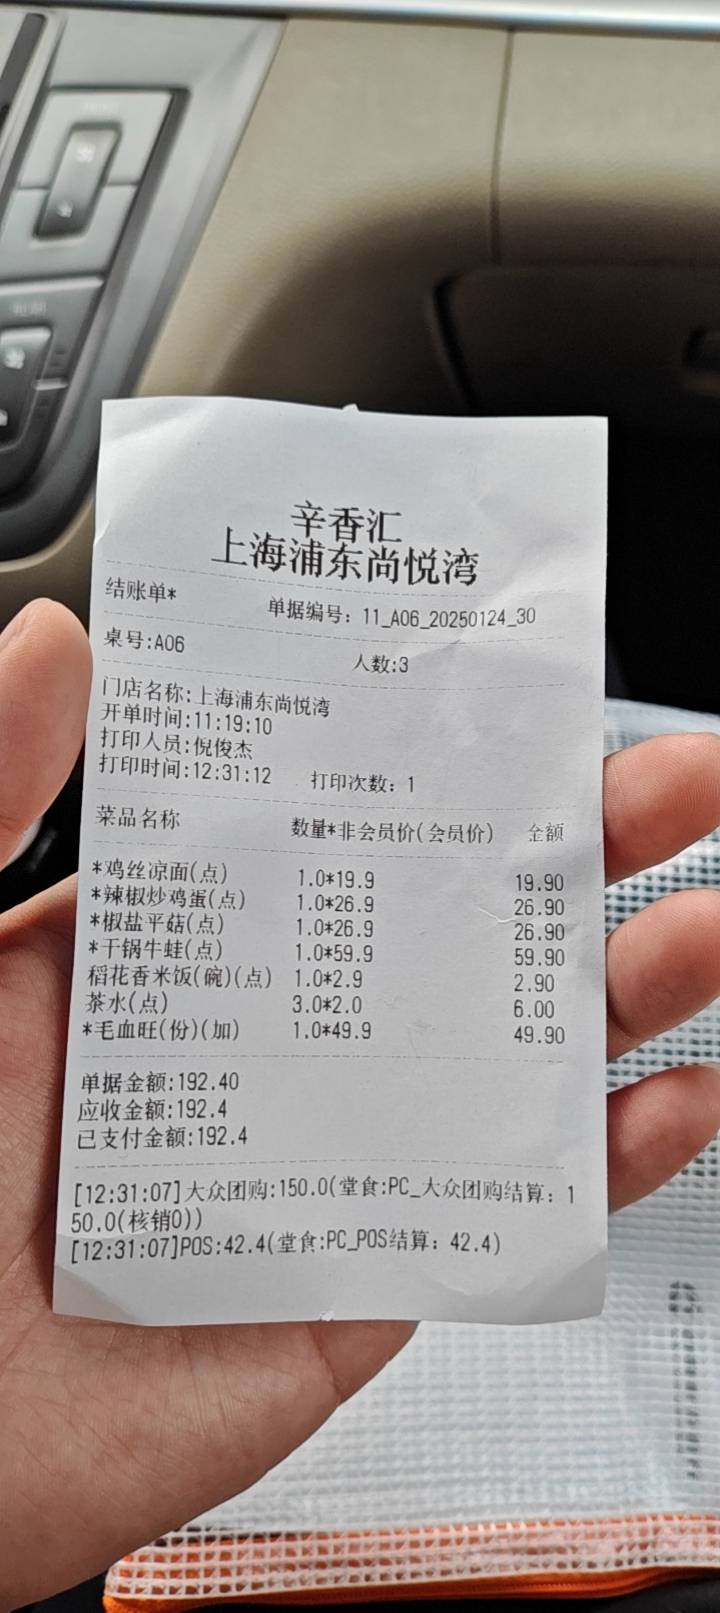 辛香汇
上海浦东尚悦湾
结账单* 单据编号：11_A06_20250124_30
桌号:A06 人数:3
门店名称:上海浦东尚悦湾
开单时间:11:19:10
打印人员:倪俊杰
打印时间:12:31:12 打印次数：1
菜品名称 数量*非会员价(会员价) 金额
*鸡丝凉面(点) 1.0*19.9 19.90
*辣椒炒鸡蛋(点) 1.0*26.9 26.90
*椒盐平菇(点) 1.0*26.9 26.90
*干锅牛蛙(点) 1.0*59.9 59.90
稻花香米饭(碗)(点) 1.0*2.9 2.90
茶水(点) 3.0*2.0 6.00
*毛血旺(份)(加) 1.0*49.9 49.90
单据金额:192.40
应收金额:192.4
已支付金额:192.4
[12:31:07]大众团购:150.0(堂食:PC_大众团购结算：1
50.0(核销0))
[12:31:07]POS:42.4(堂食:PC_POS结算：42.4)